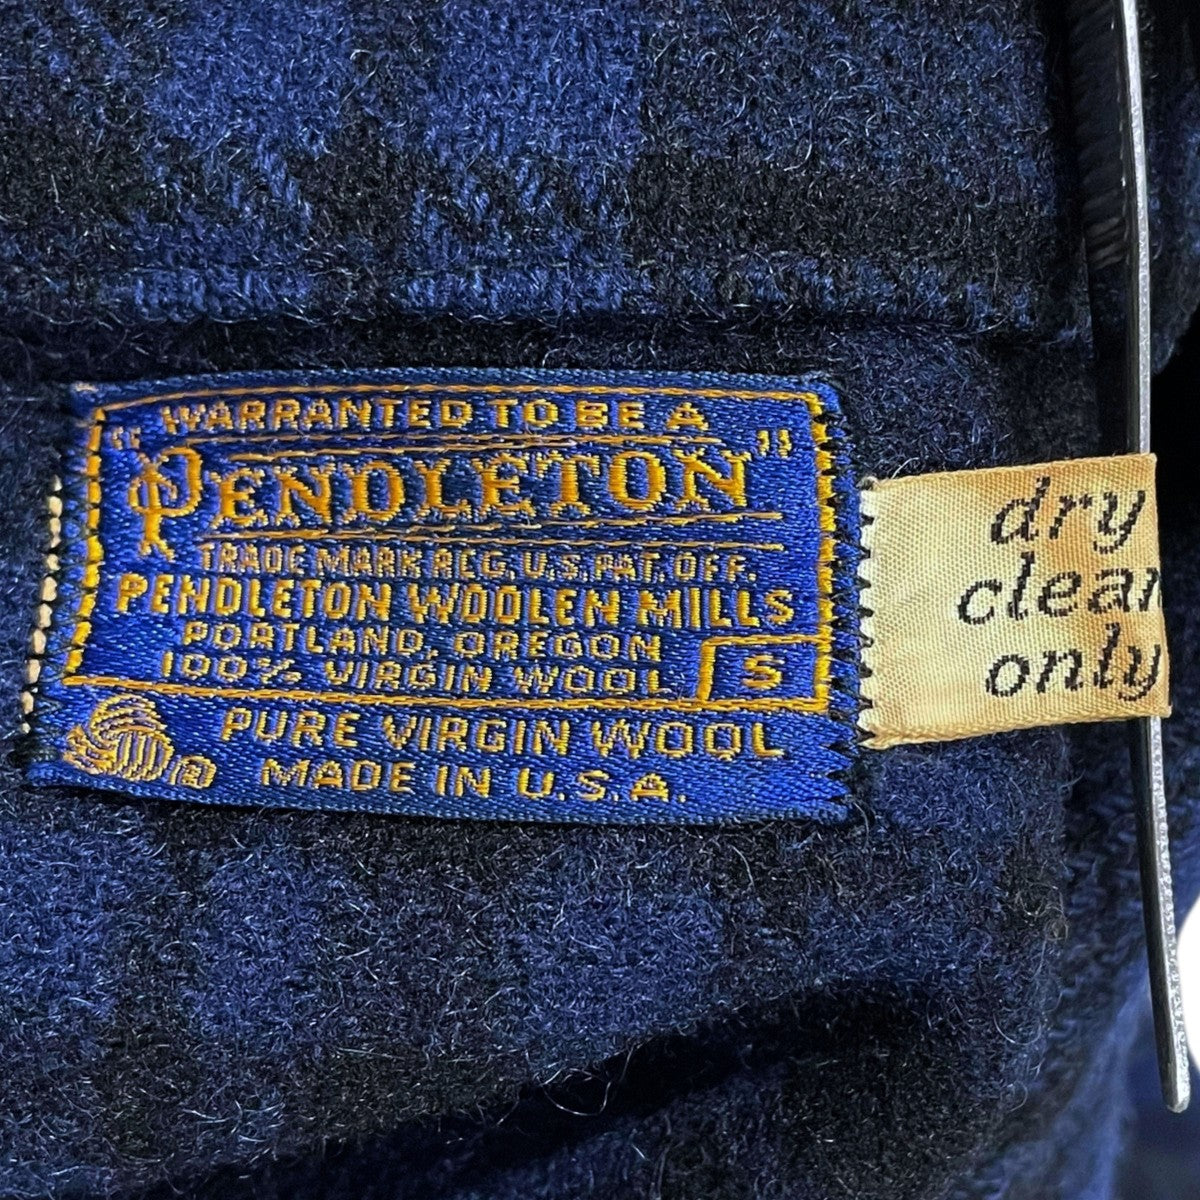 "WARRANTED TO BE A
PENDLETON"
TRADE MARK REG. U.S. PAT. OFF.
PENDLETON WOOLEN MILLS
PORTLAND, OREGON
100% VIRGIN WOOL S
PURE VIRGIN WOOL
® MADE IN U.S.A.
dry
clean
only